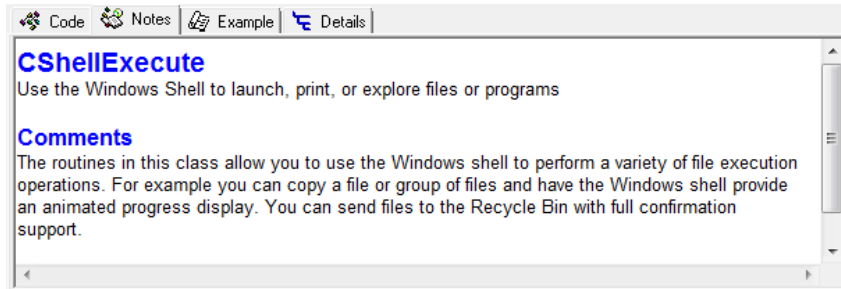 Code Notes Example Details
CShellExecute
Use the Windows Shell to launch, print, or explore files or programs
Comments
The routines in this class allow you to use the Windows shell to perform a variety of file execution
operations. For example you can copy a file or group of files and have the Windows shell provide
an animated progress display. You can send files to the Recycle Bin with full confirmation
support.